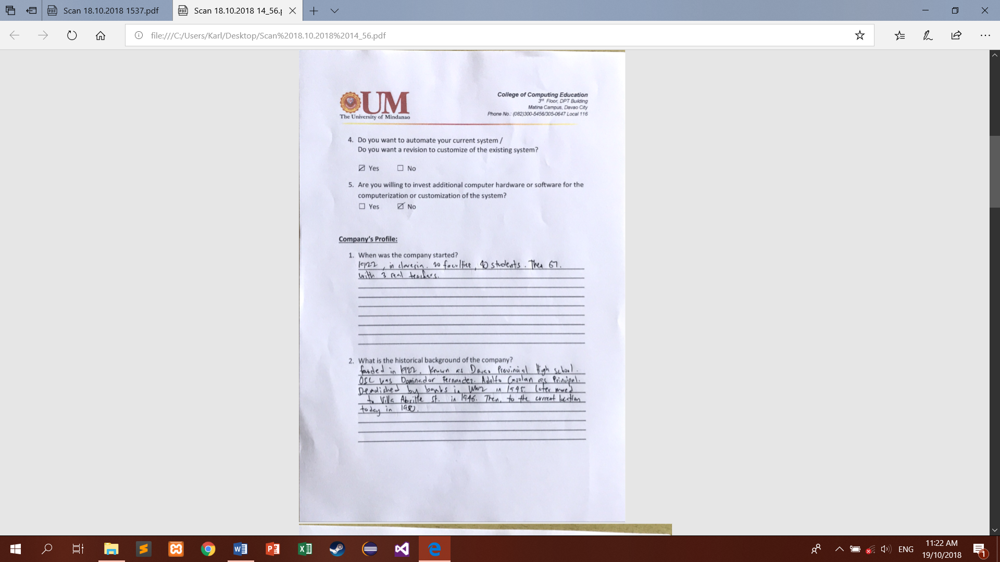 Scan 18.10.2018 1537.pdf
Scan 18.10.2018 14_56.p
file:///C:/Users/Karl/Desktop/Scan%2018.10.2018%2014_56.pdf
UM
The University of Mindanao
College of Computing Education
3rd Floor, DPT Building
Matina Campus, Davao City
Phone No.: (082)300-5456/305-0647 Local 116
4. Do you want to automate your current system /
Do you want a revision to customize of the existing system?
Yes No
5. Are you willing to invest additional computer hardware or software for the
computerization or customization of the system?
Yes No
Company's Profile:
1. When was the company started?
1922, in claveria. 20 faculties, 90 students. Then 67.
with 3 real teachers.
2. What is the historical background of the company?
in 1922. Known as Davao Provincial High school.
OIC was Dominador Fernandez. Adolfo as Principal.
Demolished by bombs in WW2 in 1945. Later moved
to Villa Abrille St. in 1946. Then, to the current location
today in
ENG
11:22 AM
19/10/2018
1